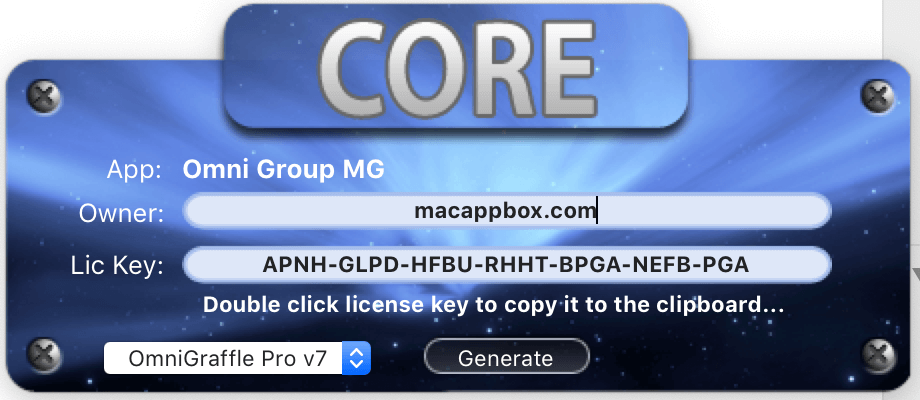 CORE
App: Omni Group MG
Owner: macappbox.com
Lic Key: APNH-GLPD-HFBU-RHHT-BPGA-NEFB-PGA
Double click license key to copy it to the clipboard...
OmniGraffle Pro v7 Generate